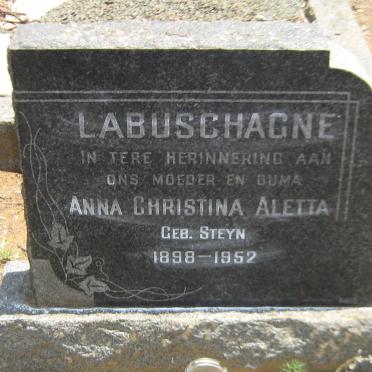 LABUSCHAGNE
IN TERE HERINNERING AAN
ONS MOEDER EN OUMA
ANNA CHRISTINA ALETTA
GEB. STEYN
1898-1952